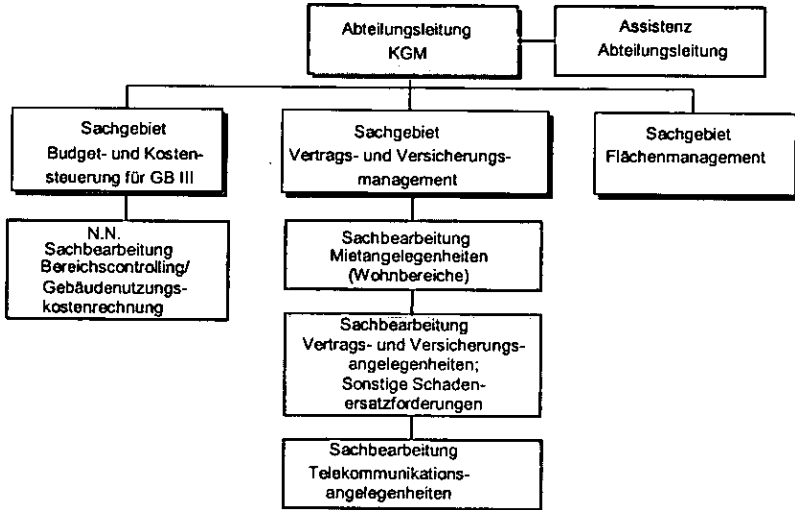 Abteilungsleitung
KGM
Assistenz
Abteilungsleitung
Sachgebiet
Budget- und Kosten-
steuerung für GB III
Sachgebiet
Vertrags- und Versicherungs-
management
Sachgebiet
Flächenmanagement
N.N.
Sachbearbeitung
Bereichscontrolling/
Gebäudenutzungs-
kostenrechnung
Sachbearbeitung
Mietangelegenheiten
(Wohnbereiche)
Sachbearbeitung
Vertrags- und Versicherungs-
angelegenheiten;
Sonstige Schaden-
ersatzforderungen
Sachbearbeitung
Telekommunikations-
angelegenheiten